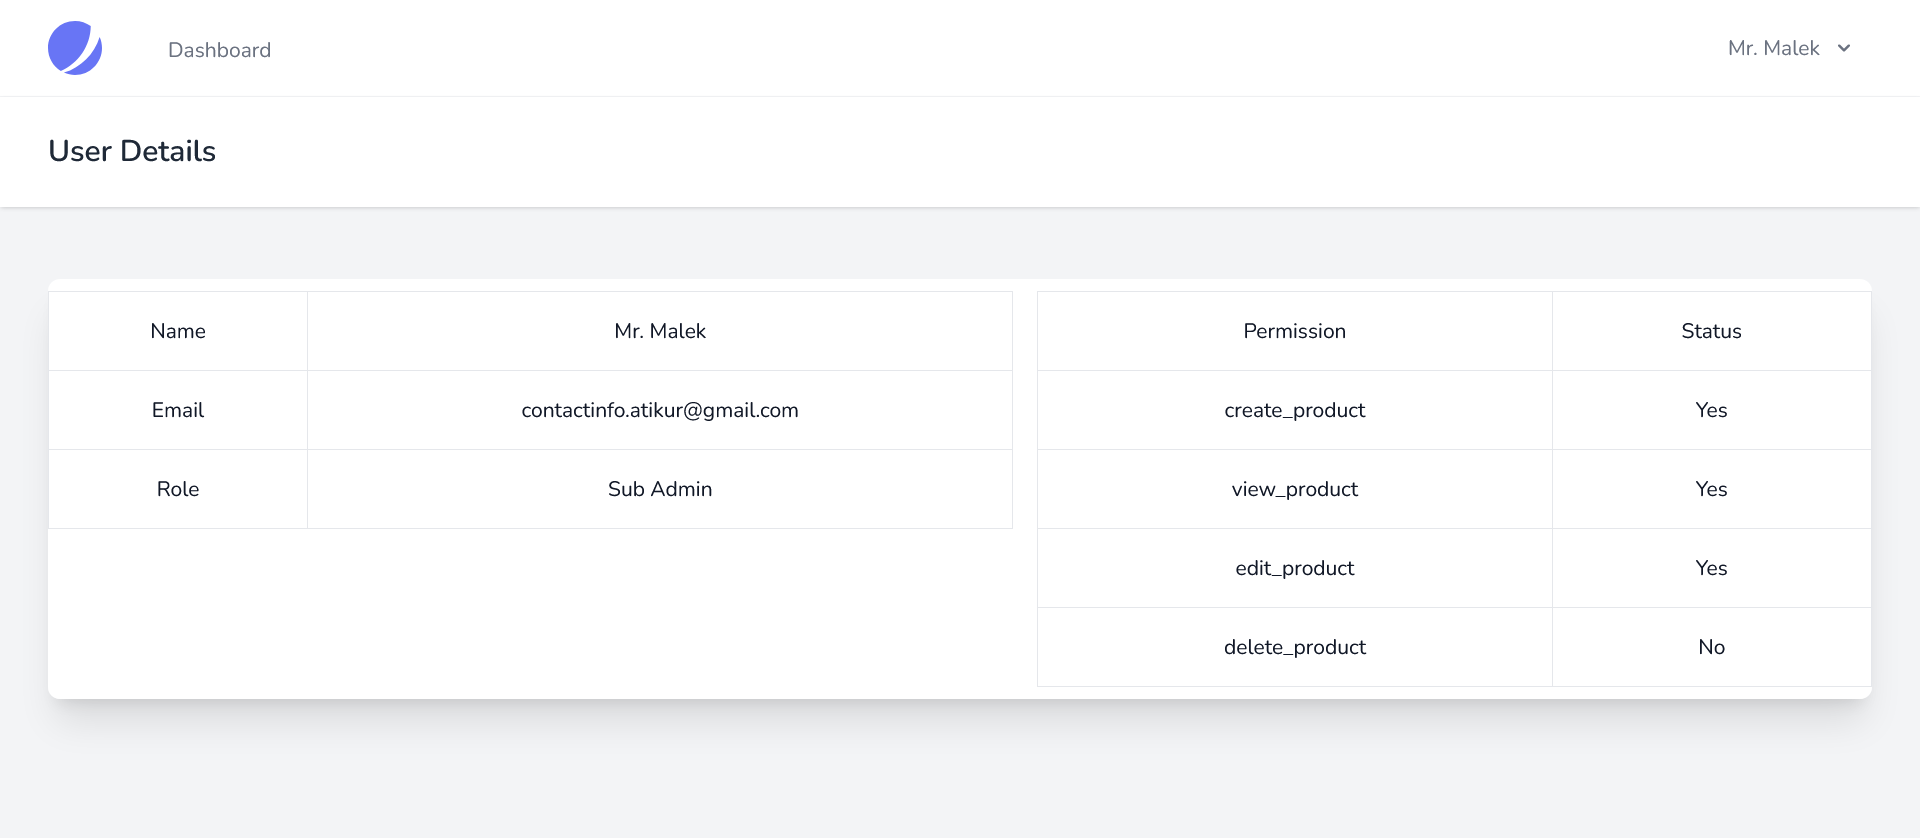 Dashboard
Mr. Malek
User Details
Name Mr. Malek
Email contactinfo.atikur@gmail.com
Role Sub Admin
Permission Status
create_product Yes
view_product Yes
edit_product Yes
delete_product No